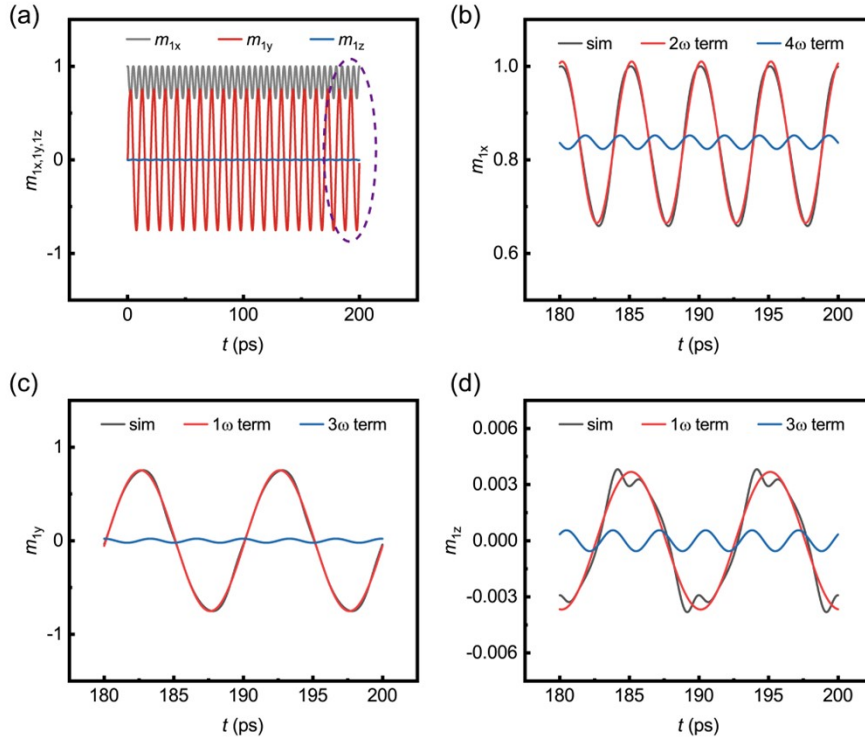 (a)
m1x m1y m1z
1
0
-1
m1x,1y,1z
0 100 200
t (ps)
(b)
sim 2ω term 4ω term
1.0
0.8
0.6
m1x
180 185 190 195 200
t (ps)
(c)
sim 1ω term 3ω term
1
0
-1
m1y
180 185 190 195 200
t (ps)
(d)
sim 1ω term 3ω term
0.006
0.003
0.000
-0.003
-0.006
m1z
180 185 190 195 200
t (ps)